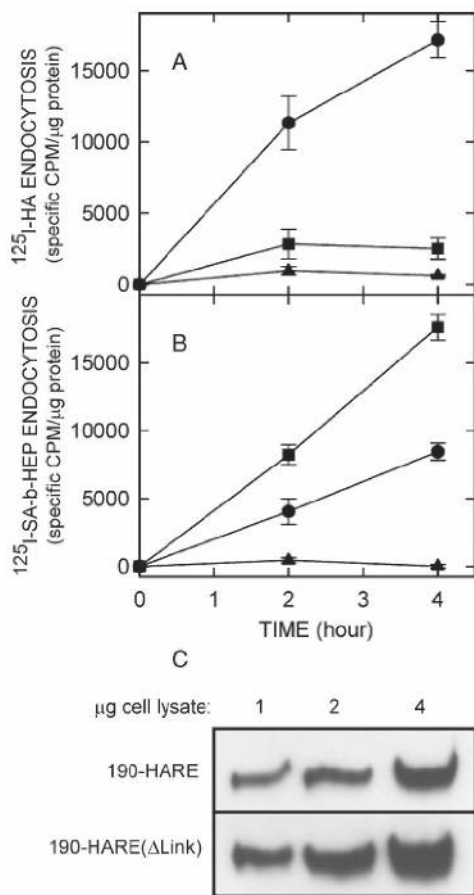 A
15000
10000
5000
0
¹²⁵I-HA ENDOCYTOSIS
(specific CPM/µg protein)
B
15000
10000
5000
0
¹²⁵I-SA-b-HEP ENDOCYTOSIS
(specific CPM/µg protein)
0 1 2 3 4
TIME (hour)
C
µg cell lysate: 1 2 4
190-HARE
190-HARE(ΔLink)